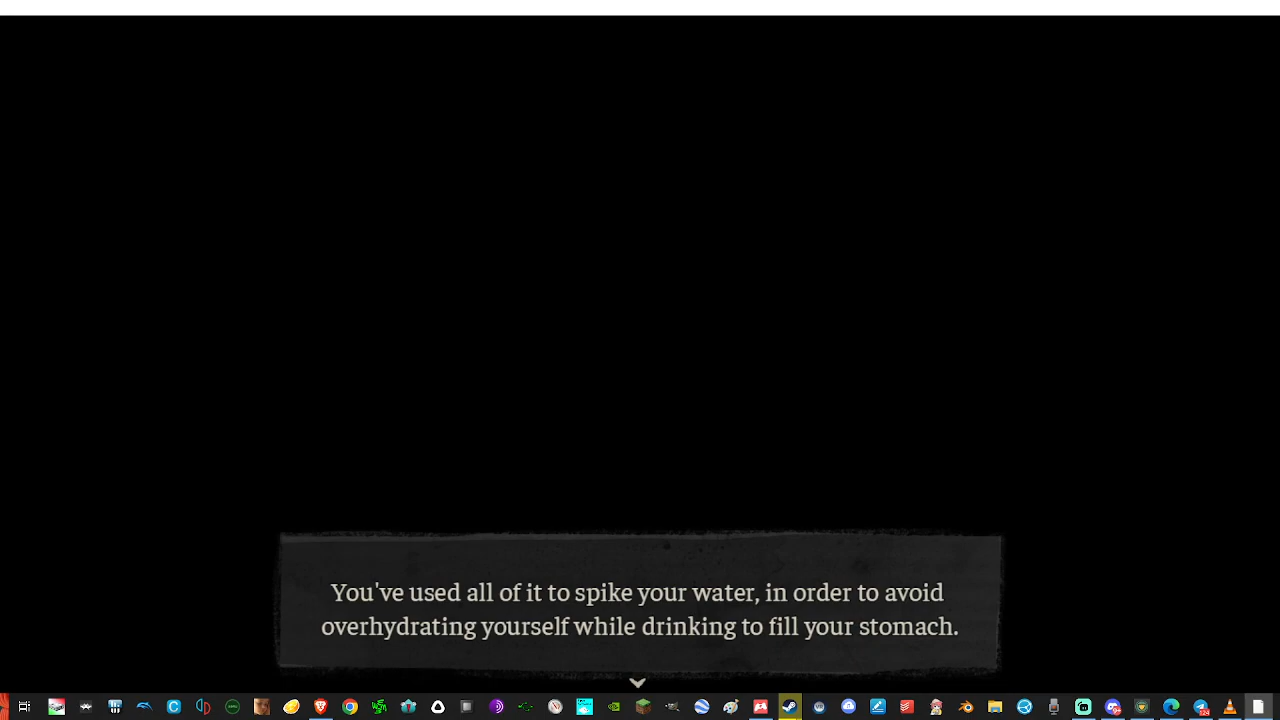 You've used all of it to spike your water, in order to avoid
overhydrating yourself while drinking to fill your stomach.